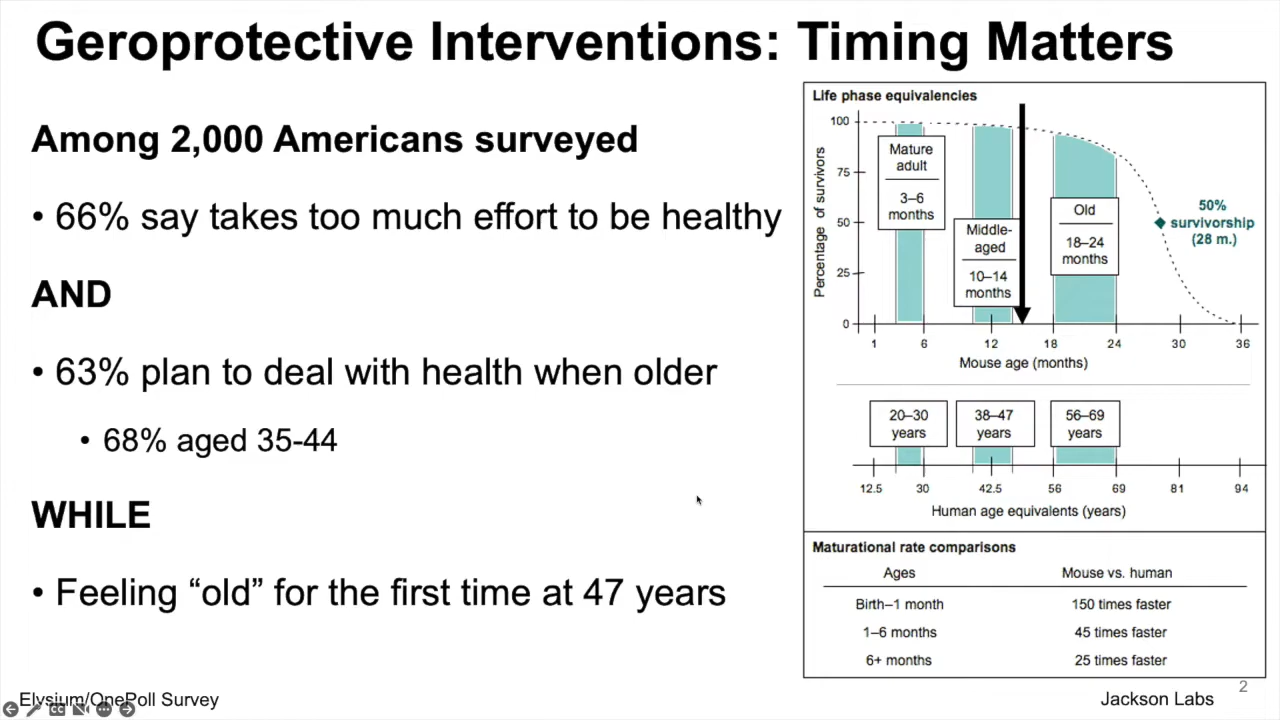 Geroprotective Interventions: Timing Matters
Among 2,000 Americans surveyed
• 66% say takes too much effort to be healthy
AND
• 63% plan to deal with health when older
• 68% aged 35-44
WHILE
• Feeling “old” for the first time at 47 years
Elysium/OnePoll Survey
Life phase equivalencies
Percentage of survivors
100
75
50
25
0
Mature
adult
3–6
months
Middle-
aged
10–14
months
Old
18–24
months
50%
survivorship
(28 m.)
1 6 12 18 24 30 36
Mouse age (months)
20–30
years
38–47
years
56–69
years
12.5 30 42.5 56 69 81 94
Human age equivalents (years)
Maturational rate comparisons
Ages Mouse vs. human
Birth–1 month 150 times faster
1–6 months 45 times faster
6+ months 25 times faster
2
Jackson Labs
CC